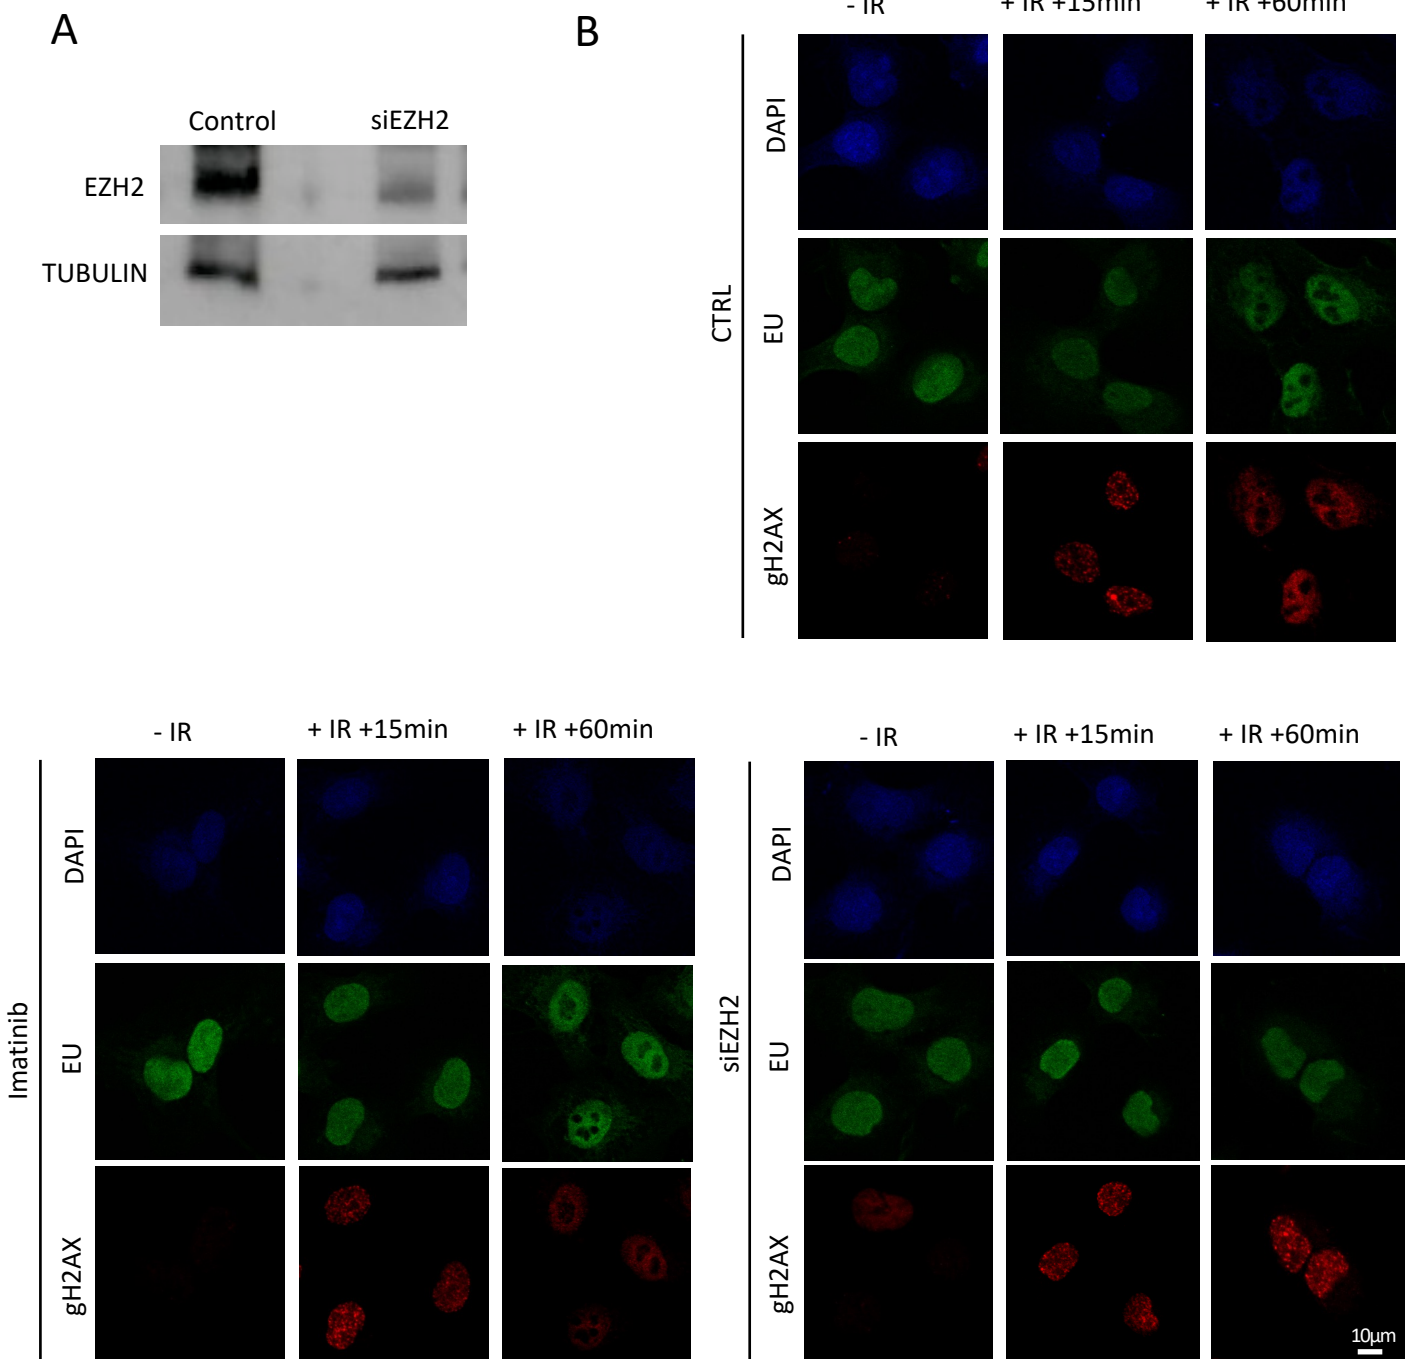 A
B
- IR
+ IR +15min
+ IR +60min
Control
siEZH2
EZH2
TUBULIN
CTRL
DAPI
EU
gH2AX
- IR
+ IR +15min
+ IR +60min
Imatinib
DAPI
EU
gH2AX
- IR
+ IR +15min
+ IR +60min
siEZH2
DAPI
EU
gH2AX
10µm